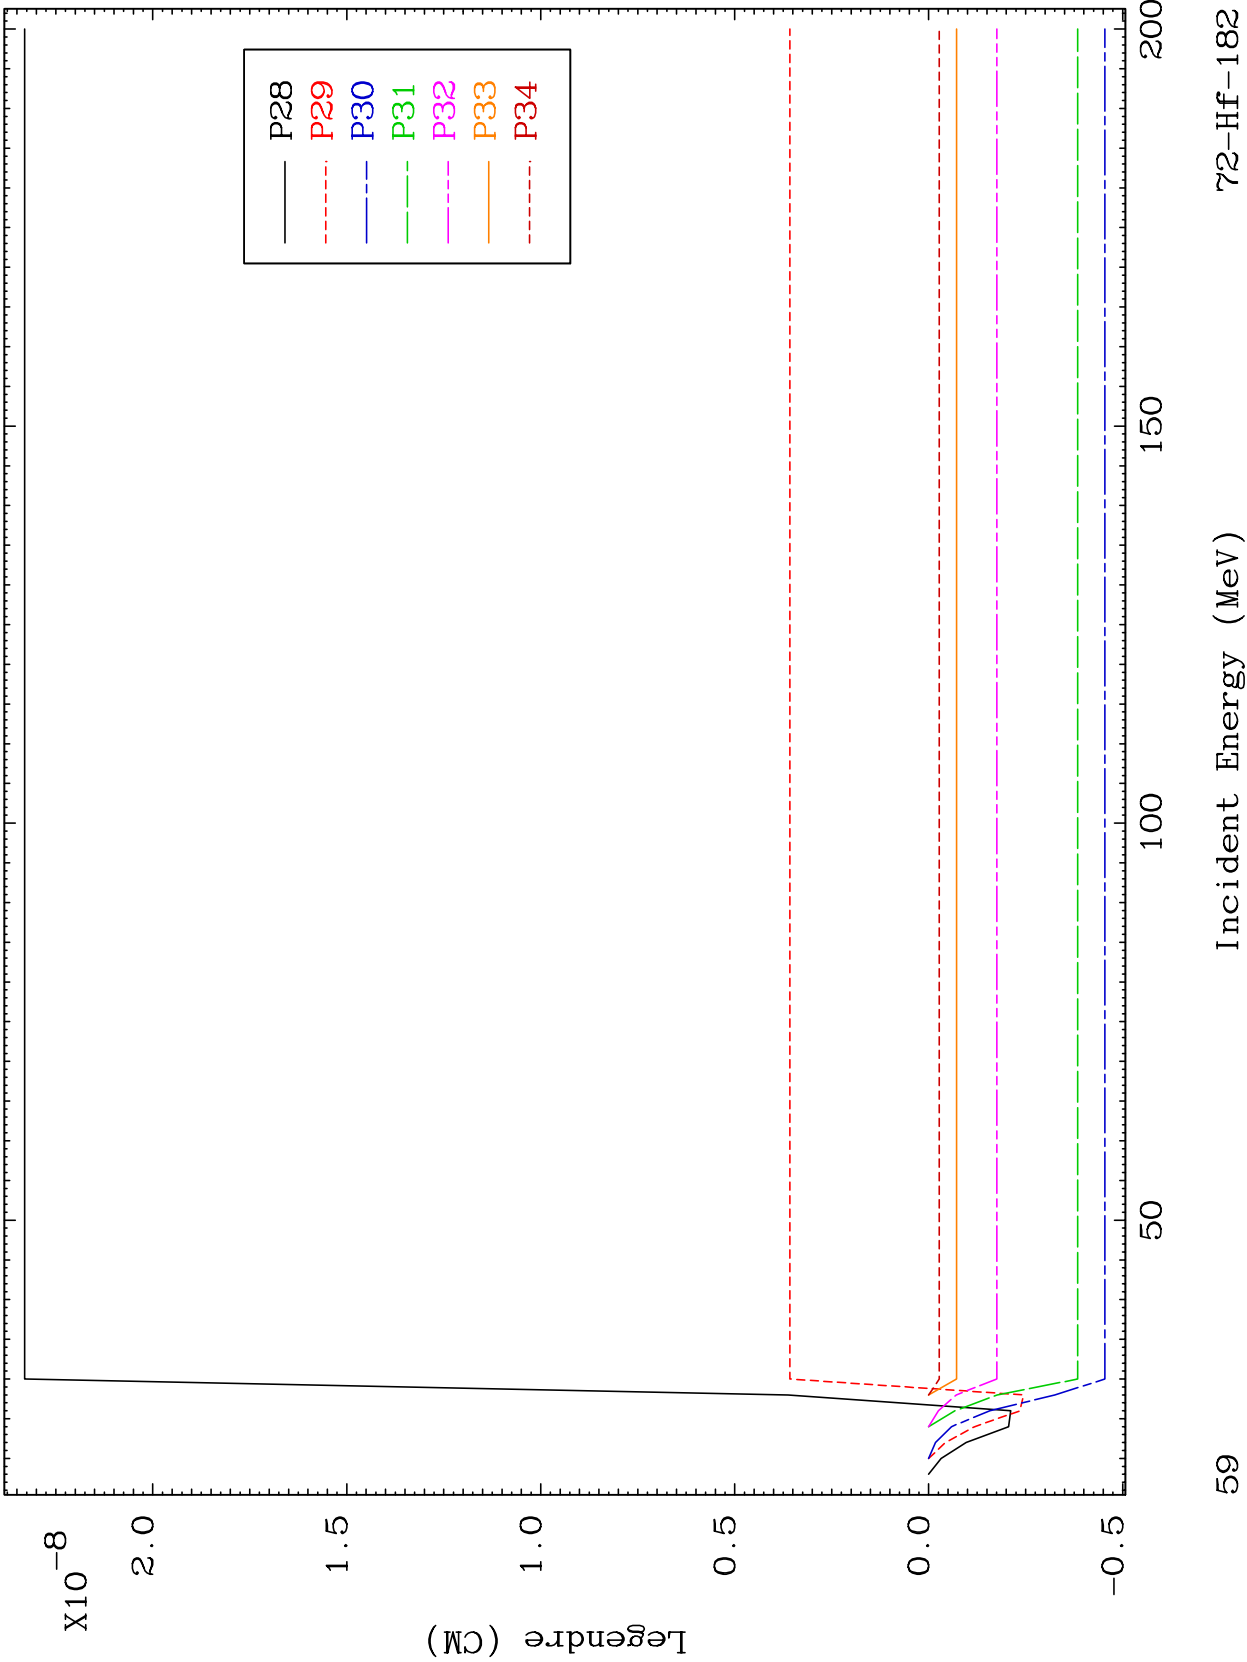 X10-8
2.0
1.5
1.0
0.5
0.0
-0.5
Legendre (CM)
P28
P29
P30
P31
P32
P33
P34
50
100
150
200
Incident Energy (MeV)
59
72-Hf-182